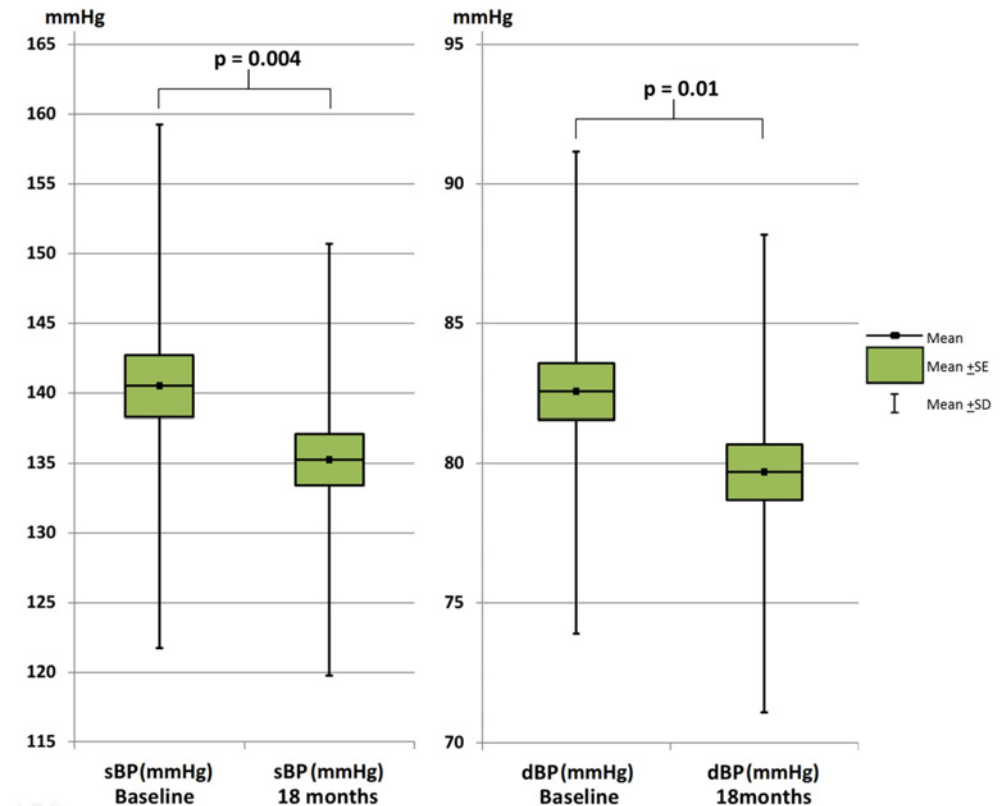 mmHg
165
160
155
150
145
140
135
130
125
120
115
p = 0.004
sBP(mmHg)
Baseline
sBP(mmHg)
18 months
mmHg
95
90
85
80
75
70
p = 0.01
dBP(mmHg)
Baseline
dBP(mmHg)
18months
Mean
Mean ±SE
Mean ±SD